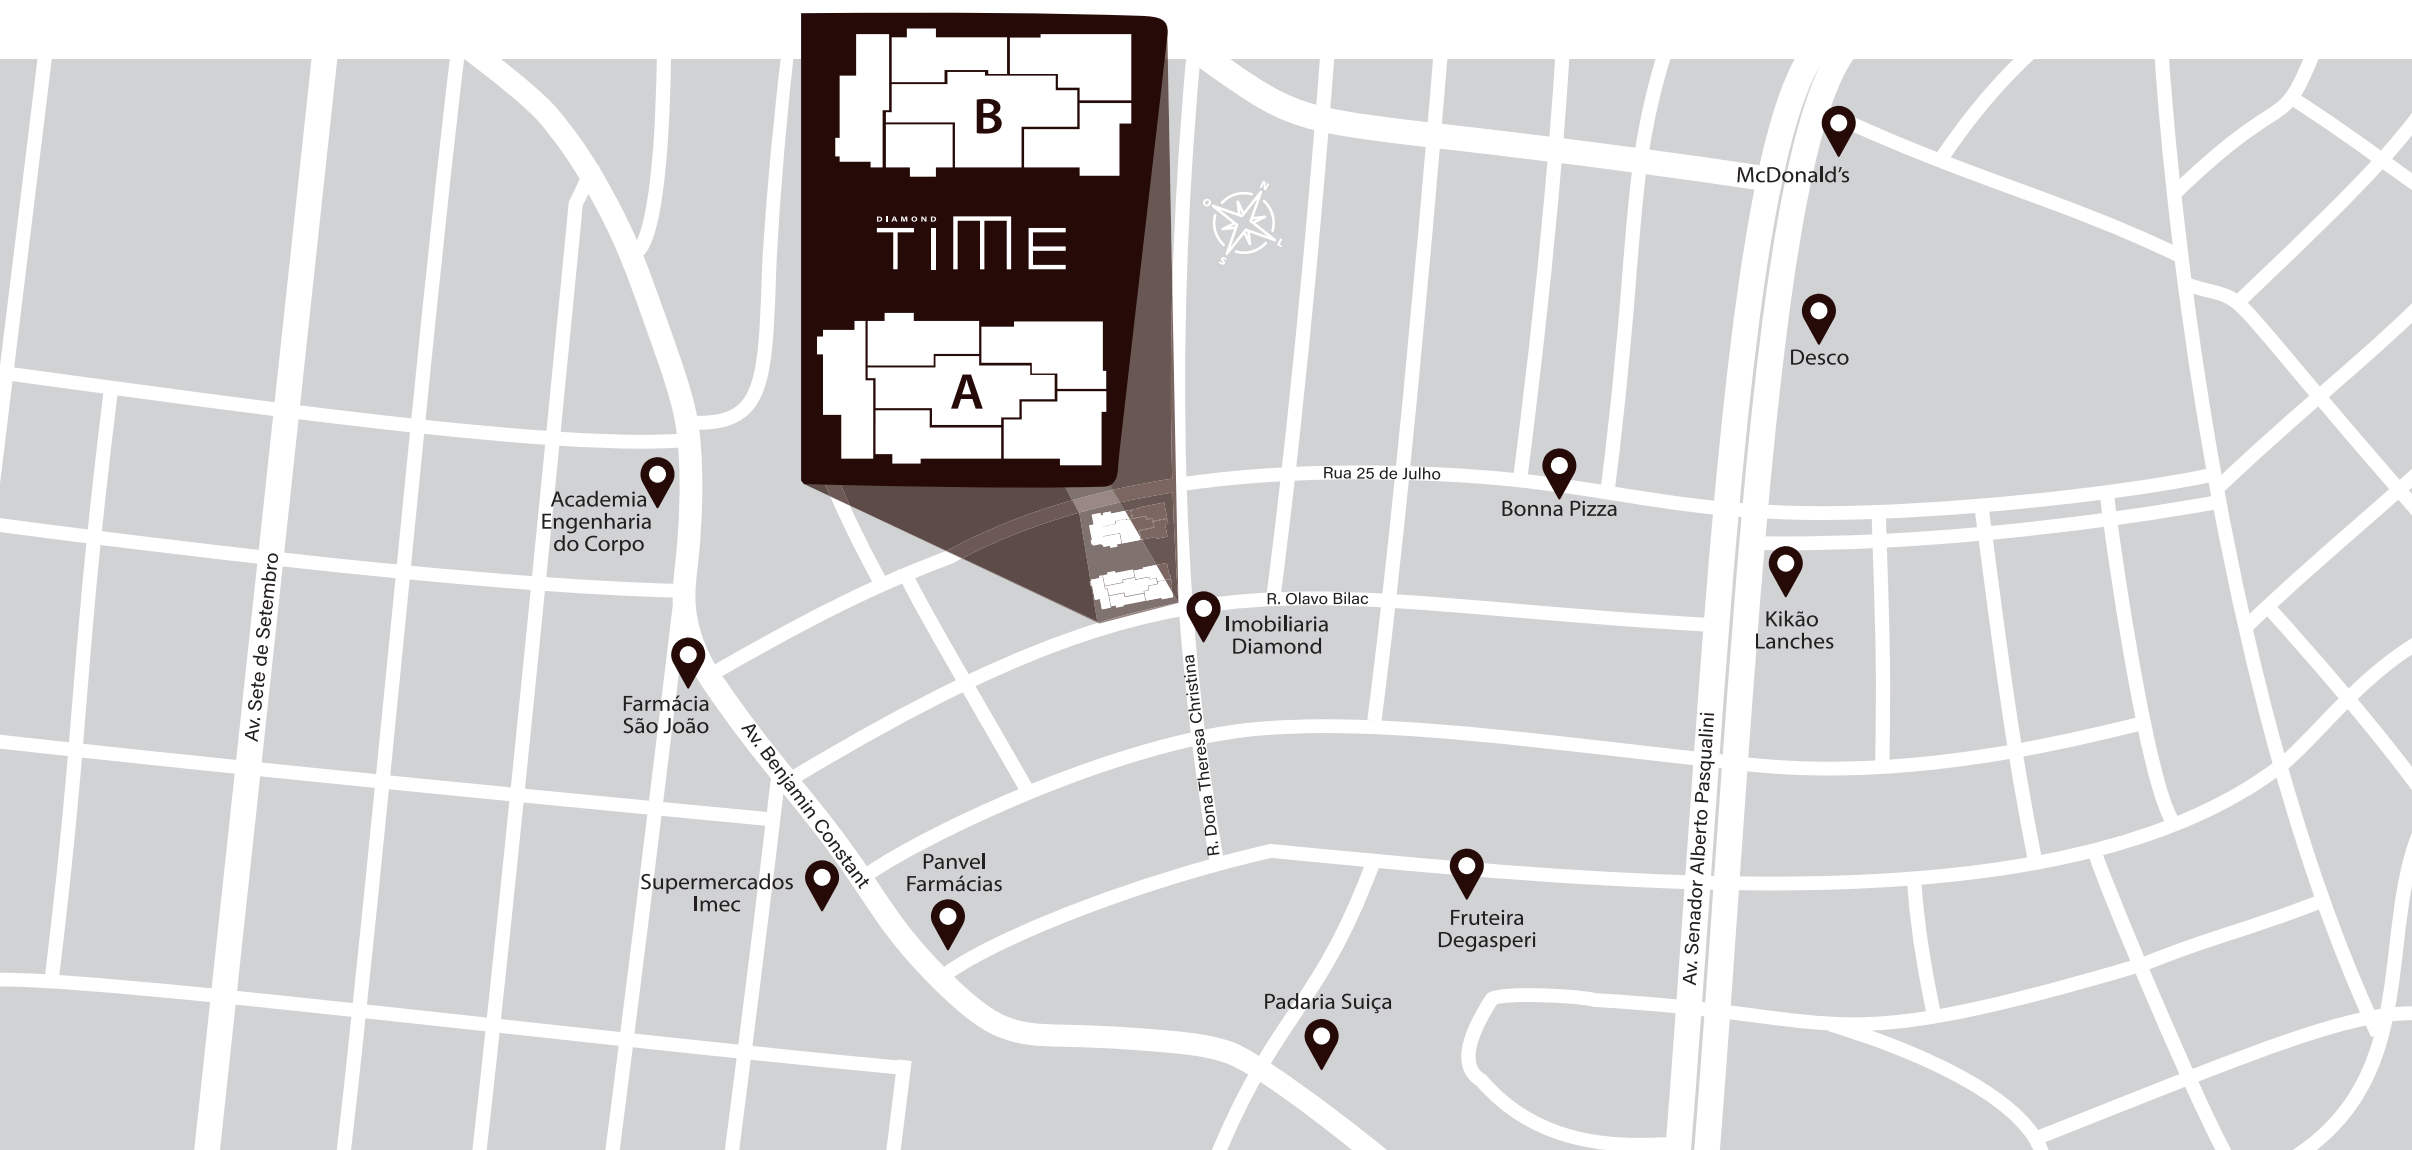 B
DIAMOND
TIME
A
N
O
L
S
McDonald's
Desco
Rua 25 de Julho
Bonna Pizza
Academia
Engenharia
do Corpo
Av. Sete de Setembro
R. Olavo Bilac
Imobiliaria
Diamond
Kikão
Lanches
Farmácia
São João
R. Dona Theresa Christina
Av. Benjamin Constant
Av. Senador Alberto Pasqualini
Supermercados
Imec
Panvel
Farmácias
Fruteira
Degasperi
Padaria Suiça